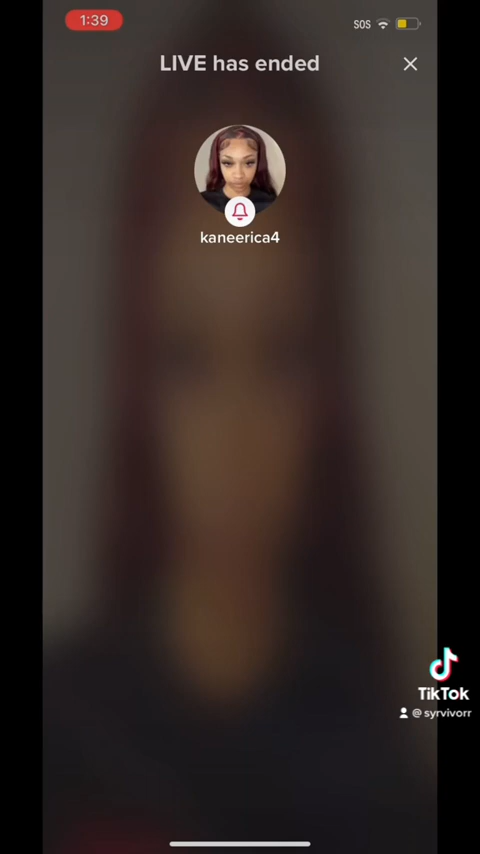 1:39
SOS
LIVE has ended
kaneerica4
TikTok
@ syrvivorr